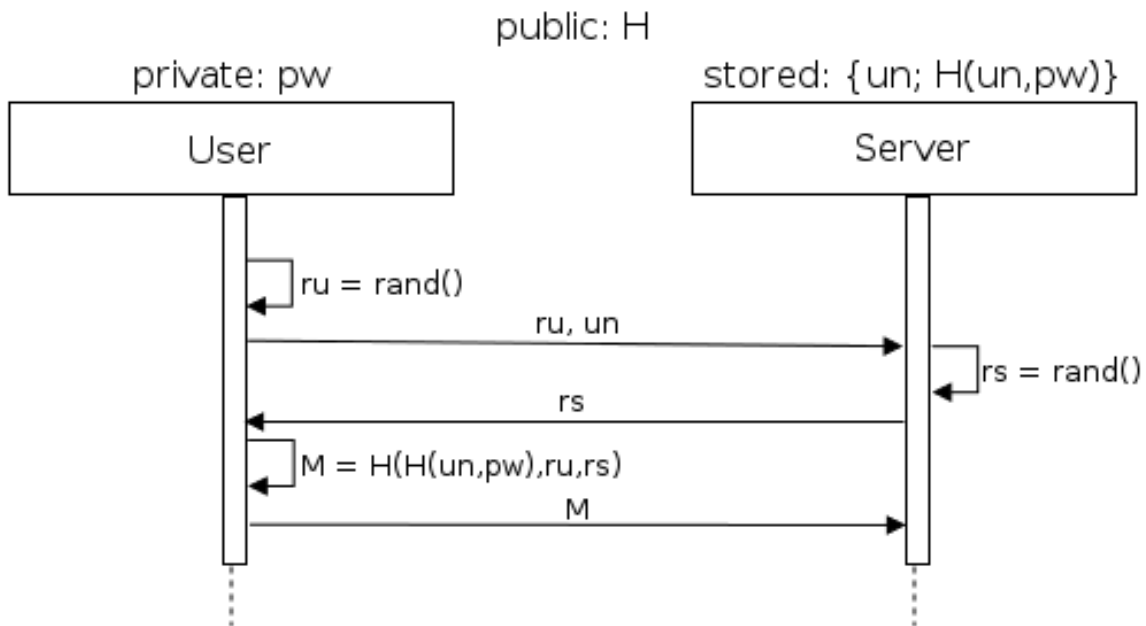 public: H
private: pw
stored: {un; H(un,pw)}
User
Server
ru = rand()
ru, un
rs = rand()
rs
M = H(H(un,pw),ru,rs)
M